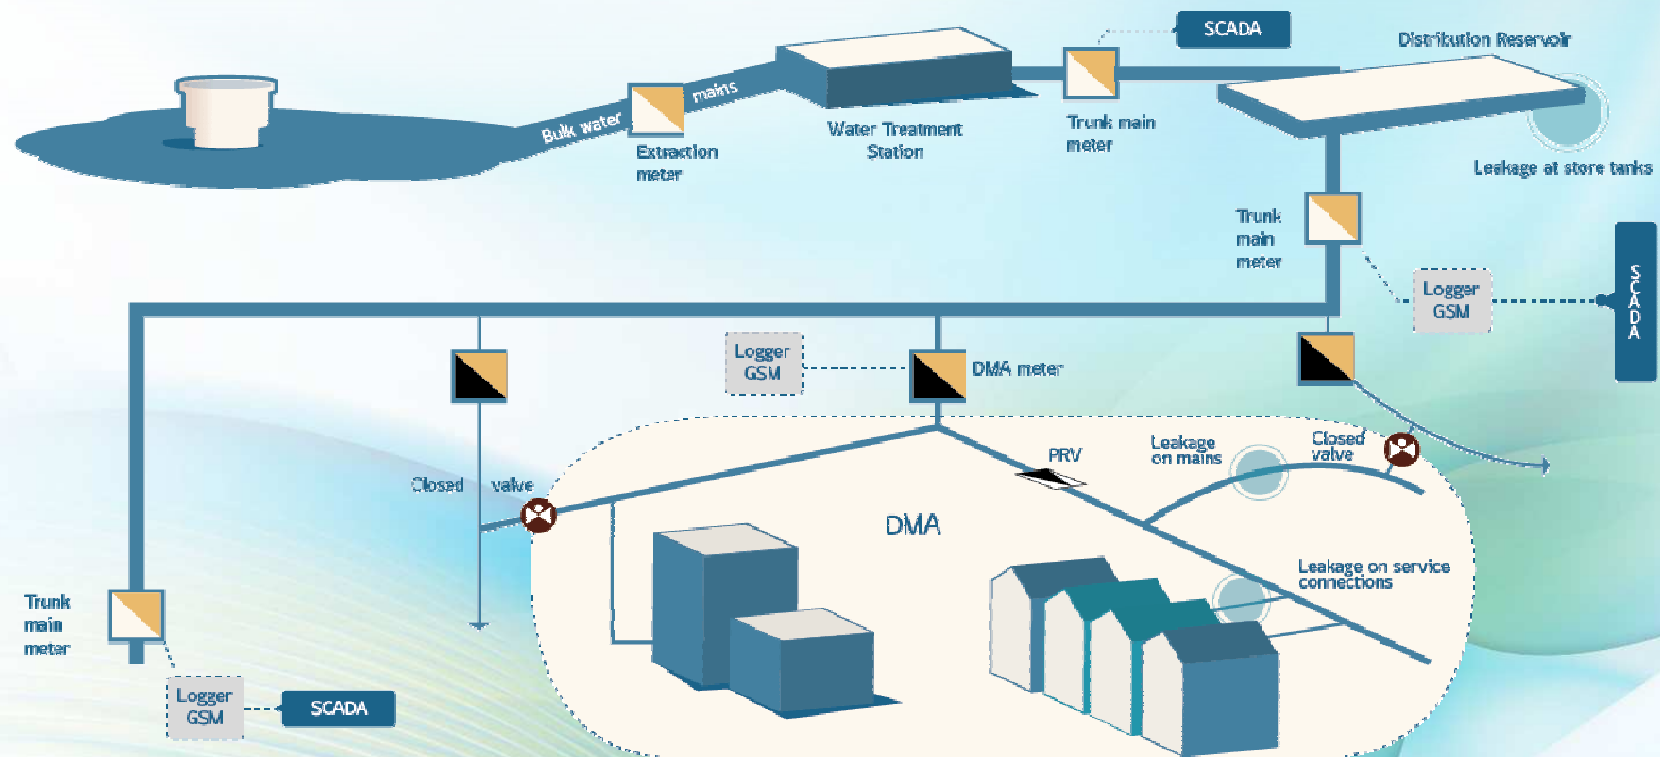 SCADA
Distribution Reservoir
Bulk water
mains
Extraction
meter
Water Treatment
Station
Trunk main
meter
Leakage at store tanks
Trunk
main
meter
Logger
GSM
SCADA
Logger
GSM
DMA meter
Closed valve
PRV
Leakage
on mains
Closed
valve
DMA
Leakage on service
connections
Trunk
main
meter
Logger
GSM
SCADA